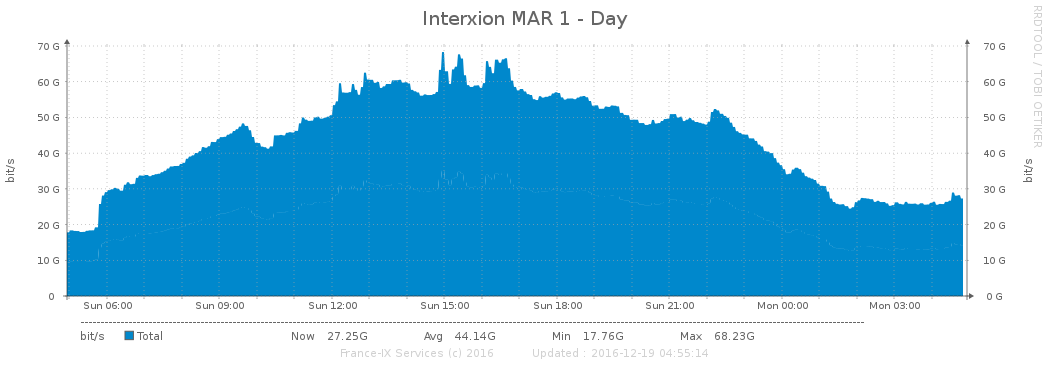 Interxion MAR 1 - Day
RRDTOOL / TOBI OETIKER
70 G 70 G
60 G 60 G
50 G 50 G
40 G 40 G
30 G 30 G
20 G 20 G
10 G 10 G
0 0 G
bit/s bit/s
Sun 06:00 Sun 09:00 Sun 12:00 Sun 15:00 Sun 18:00 Sun 21:00 Mon 00:00 Mon 03:00
bit/s Total Now 27.25G Avg 44.14G Min 17.76G Max 68.23G
France-IX Services (c) 2016 Updated : 2016-12-19 04:55:14